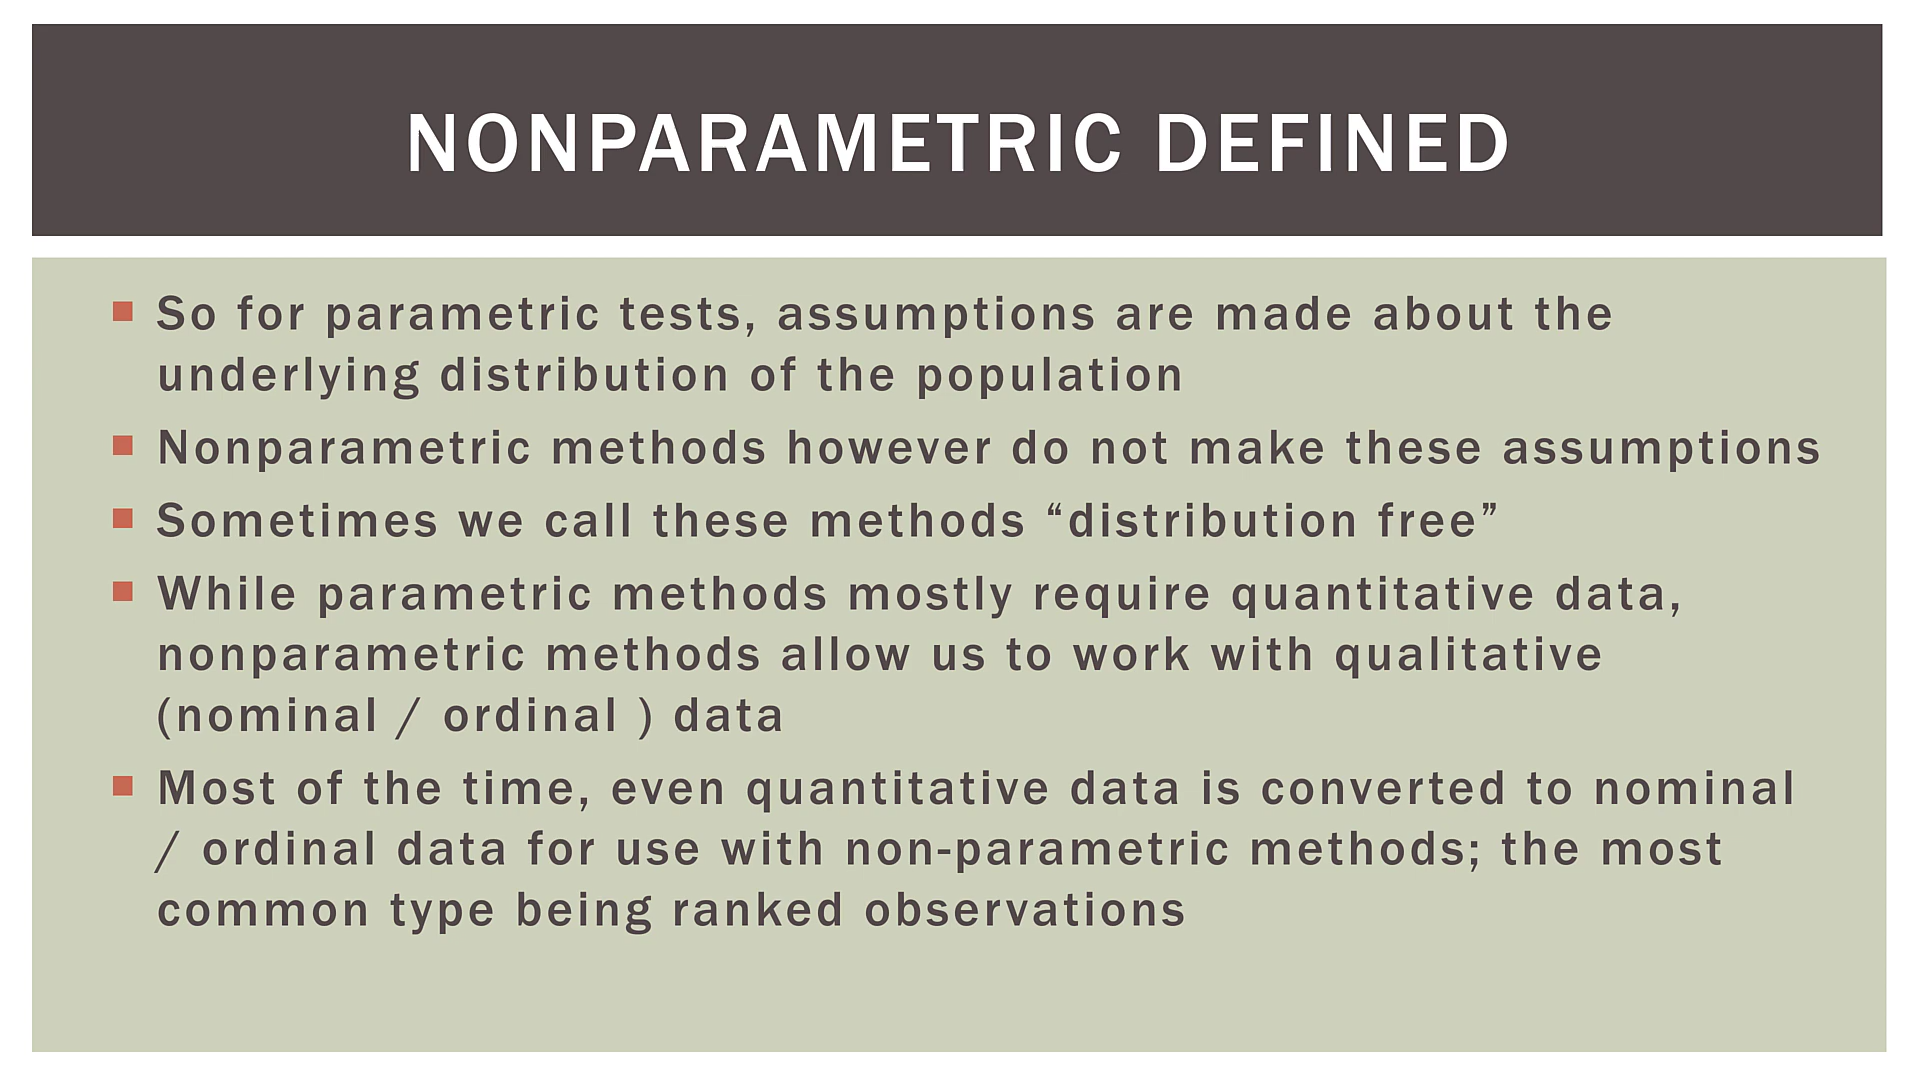 NONPARAMETRIC DEFINED
So for parametric tests, assumptions are made about the
underlying distribution of the population
Nonparametric methods however do not make these assumptions
Sometimes we call these methods “distribution free”
While parametric methods mostly require quantitative data,
nonparametric methods allow us to work with qualitative
(nominal / ordinal ) data
Most of the time, even quantitative data is converted to nominal
/ ordinal data for use with non-parametric methods; the most
common type being ranked observations